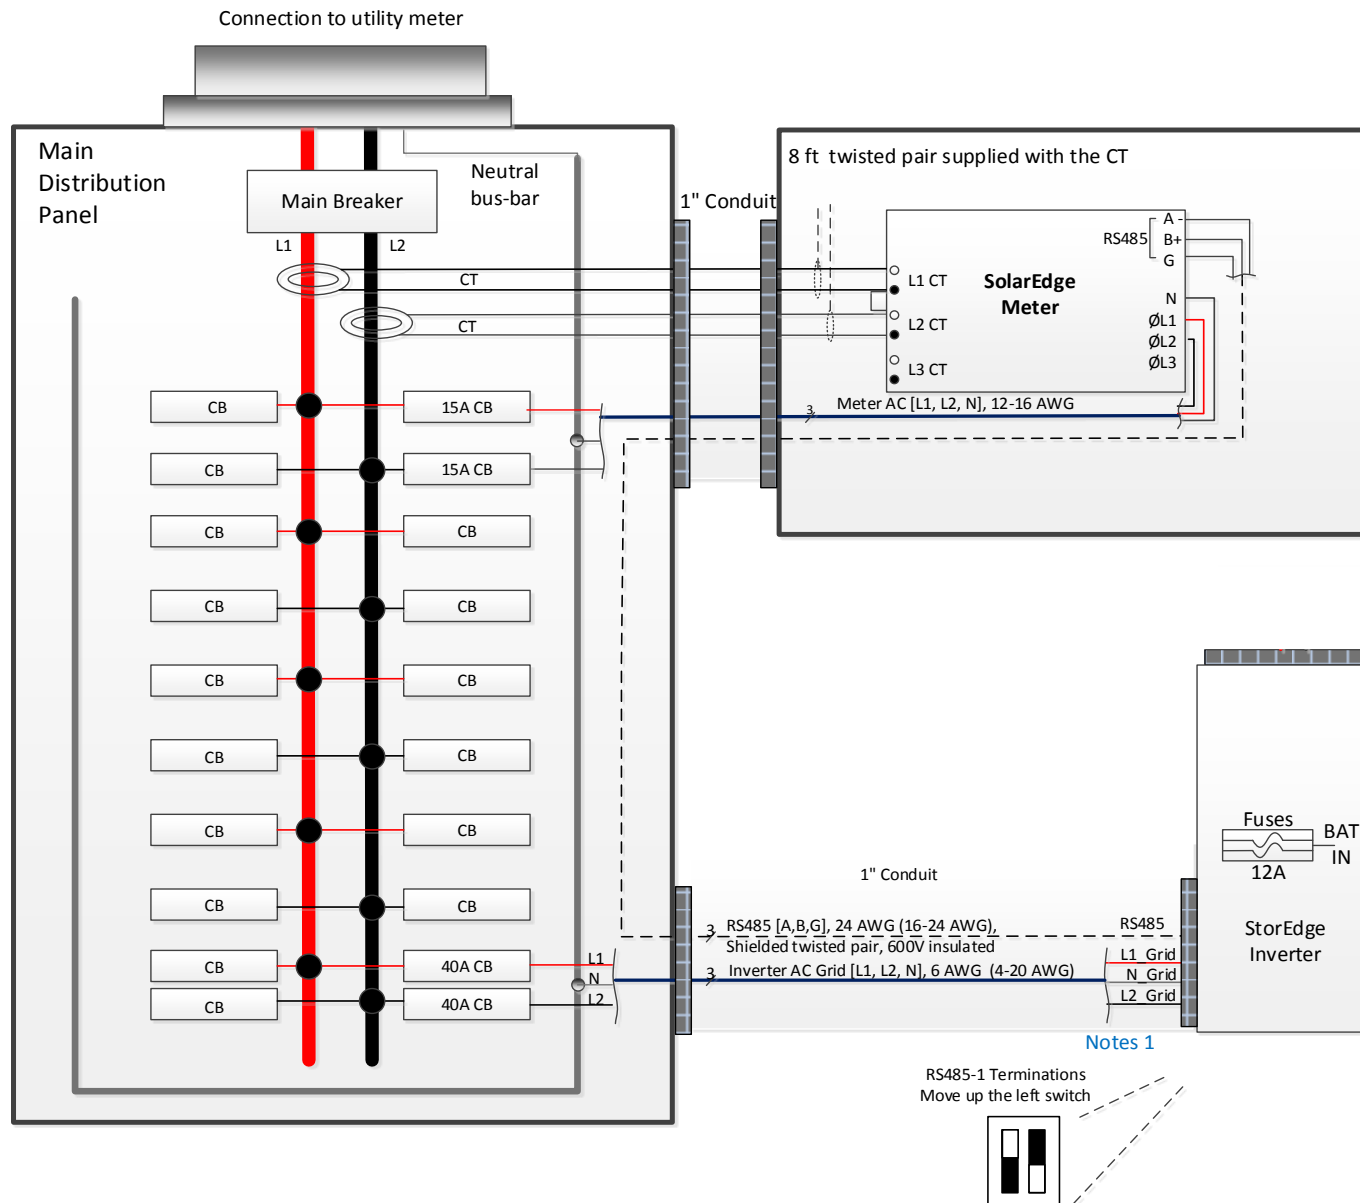 Connection to utility meter
Main
Distribution
Panel
Neutral
bus-bar
Main Breaker
L1
L2
CT
CT
1" Conduit
8 ft twisted pair supplied with the CT
SolarEdge
Meter
L1 CT
L2 CT
L3 CT
RS485
A -
B+
G
N
ØL1
ØL2
ØL3
3
Meter AC [L1, L2, N], 12-16 AWG
CB
15A CB
CB
15A CB
CB
CB
CB
CB
CB
CB
CB
CB
CB
CB
CB
CB
CB
40A CB
CB
40A CB
L1
N
L2
1" Conduit
3
RS485 [A,B,G], 24 AWG (16-24 AWG),
Shielded twisted pair, 600V insulated
3
Inverter AC Grid [L1, L2, N], 6 AWG (4-20 AWG)
RS485
L1_Grid
N_Grid
L2_Grid
Fuses
12A
BAT
IN
StorEdge
Inverter
Notes 1
RS485-1 Terminations
Move up the left switch